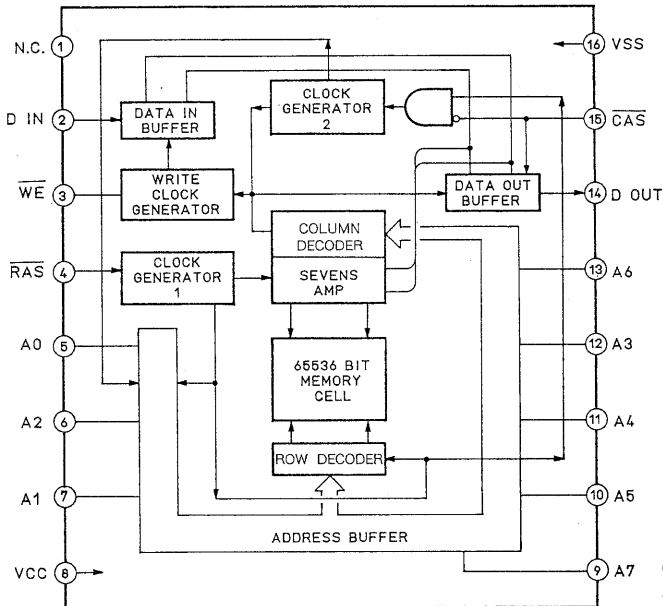 N.C. 1
16 VSS
D IN 2
DATA IN
BUFFER
CLOCK
GENERATOR
2
15 CAS
WE 3
WRITE
CLOCK
GENERATOR
DATA OUT
BUFFER
14 D OUT
RAS 4
CLOCK
GENERATOR
1
COLUMN
DECODER
SEVENS
AMP
13 A6
A0 5
65536 BIT
MEMORY
CELL
12 A3
A2 6
11 A4
ROW DECODER
A1 7
10 A5
ADDRESS BUFFER
VCC 8
9 A7